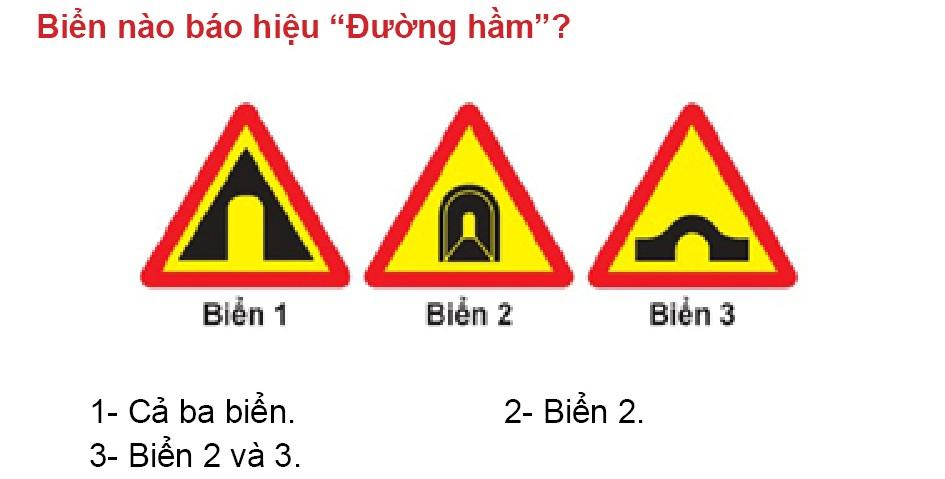 Biển nào báo hiệu “Đường hầm”?
Biển 1 Biển 2 Biển 3
1- Cả ba biển. 2- Biển 2.
3- Biển 2 và 3.